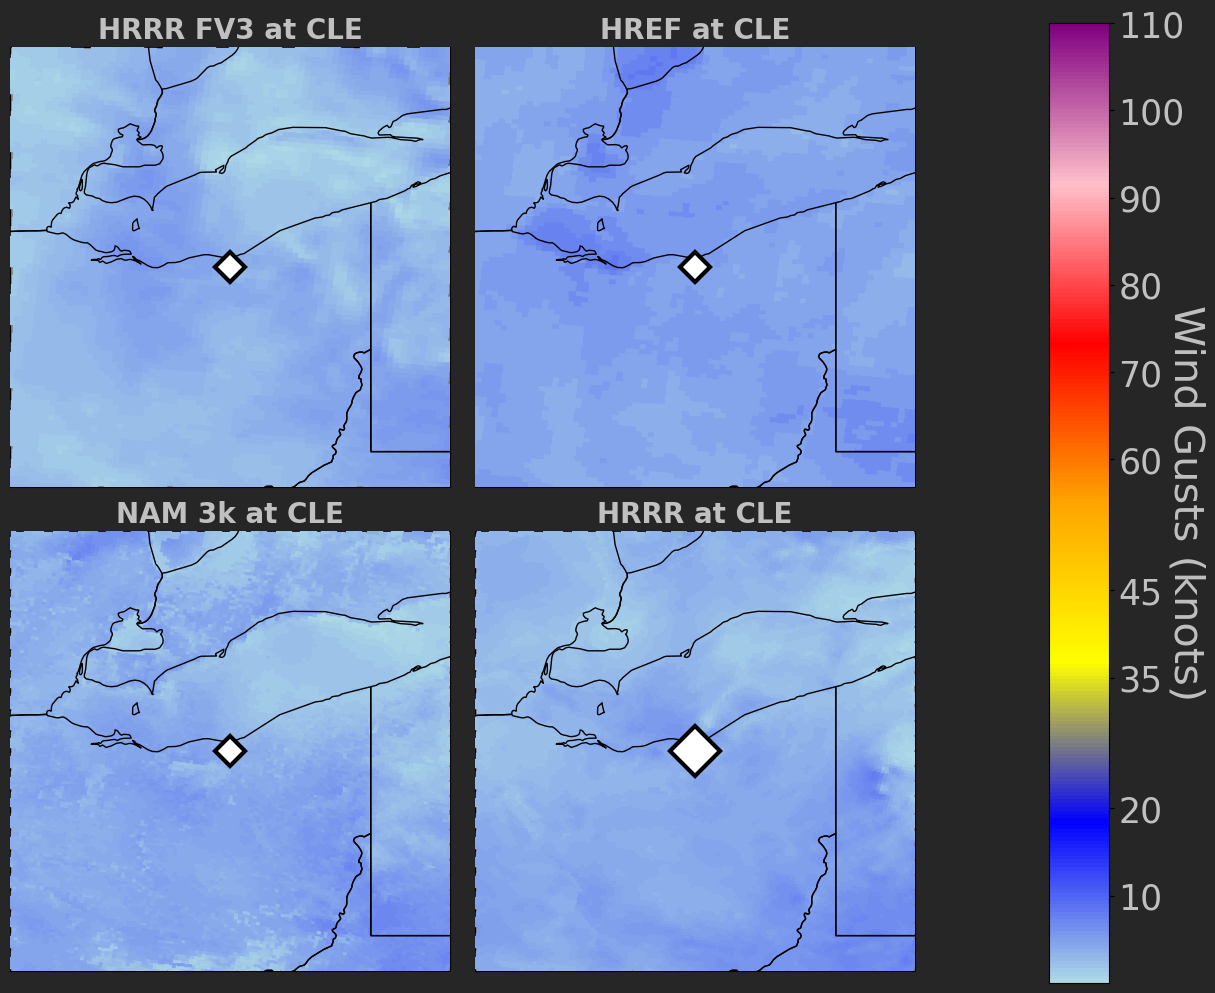 HRRR FV3 at CLE
HREF at CLE
NAM 3k at CLE
HRRR at CLE
110
100
90
80
70
60
45
35
20
10
Wind Gusts (knots)